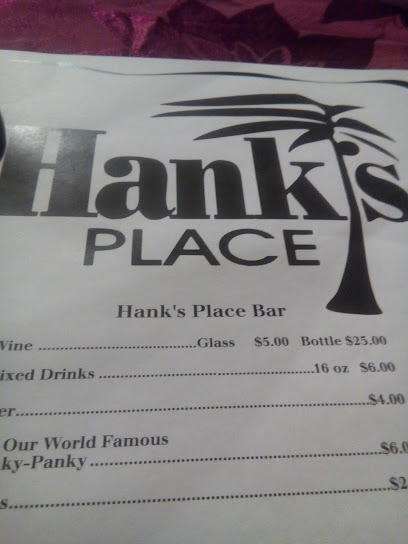 Hank's
PLACE
Hank's Place Bar
Wine ..............................Glass $5.00 Bottle $25.00
ixed Drinks ..........................................16 oz $6.00
er....................................................................$4.00
Our World Famous
ky-Panky.......................................................$6.0
s......................................................................$2